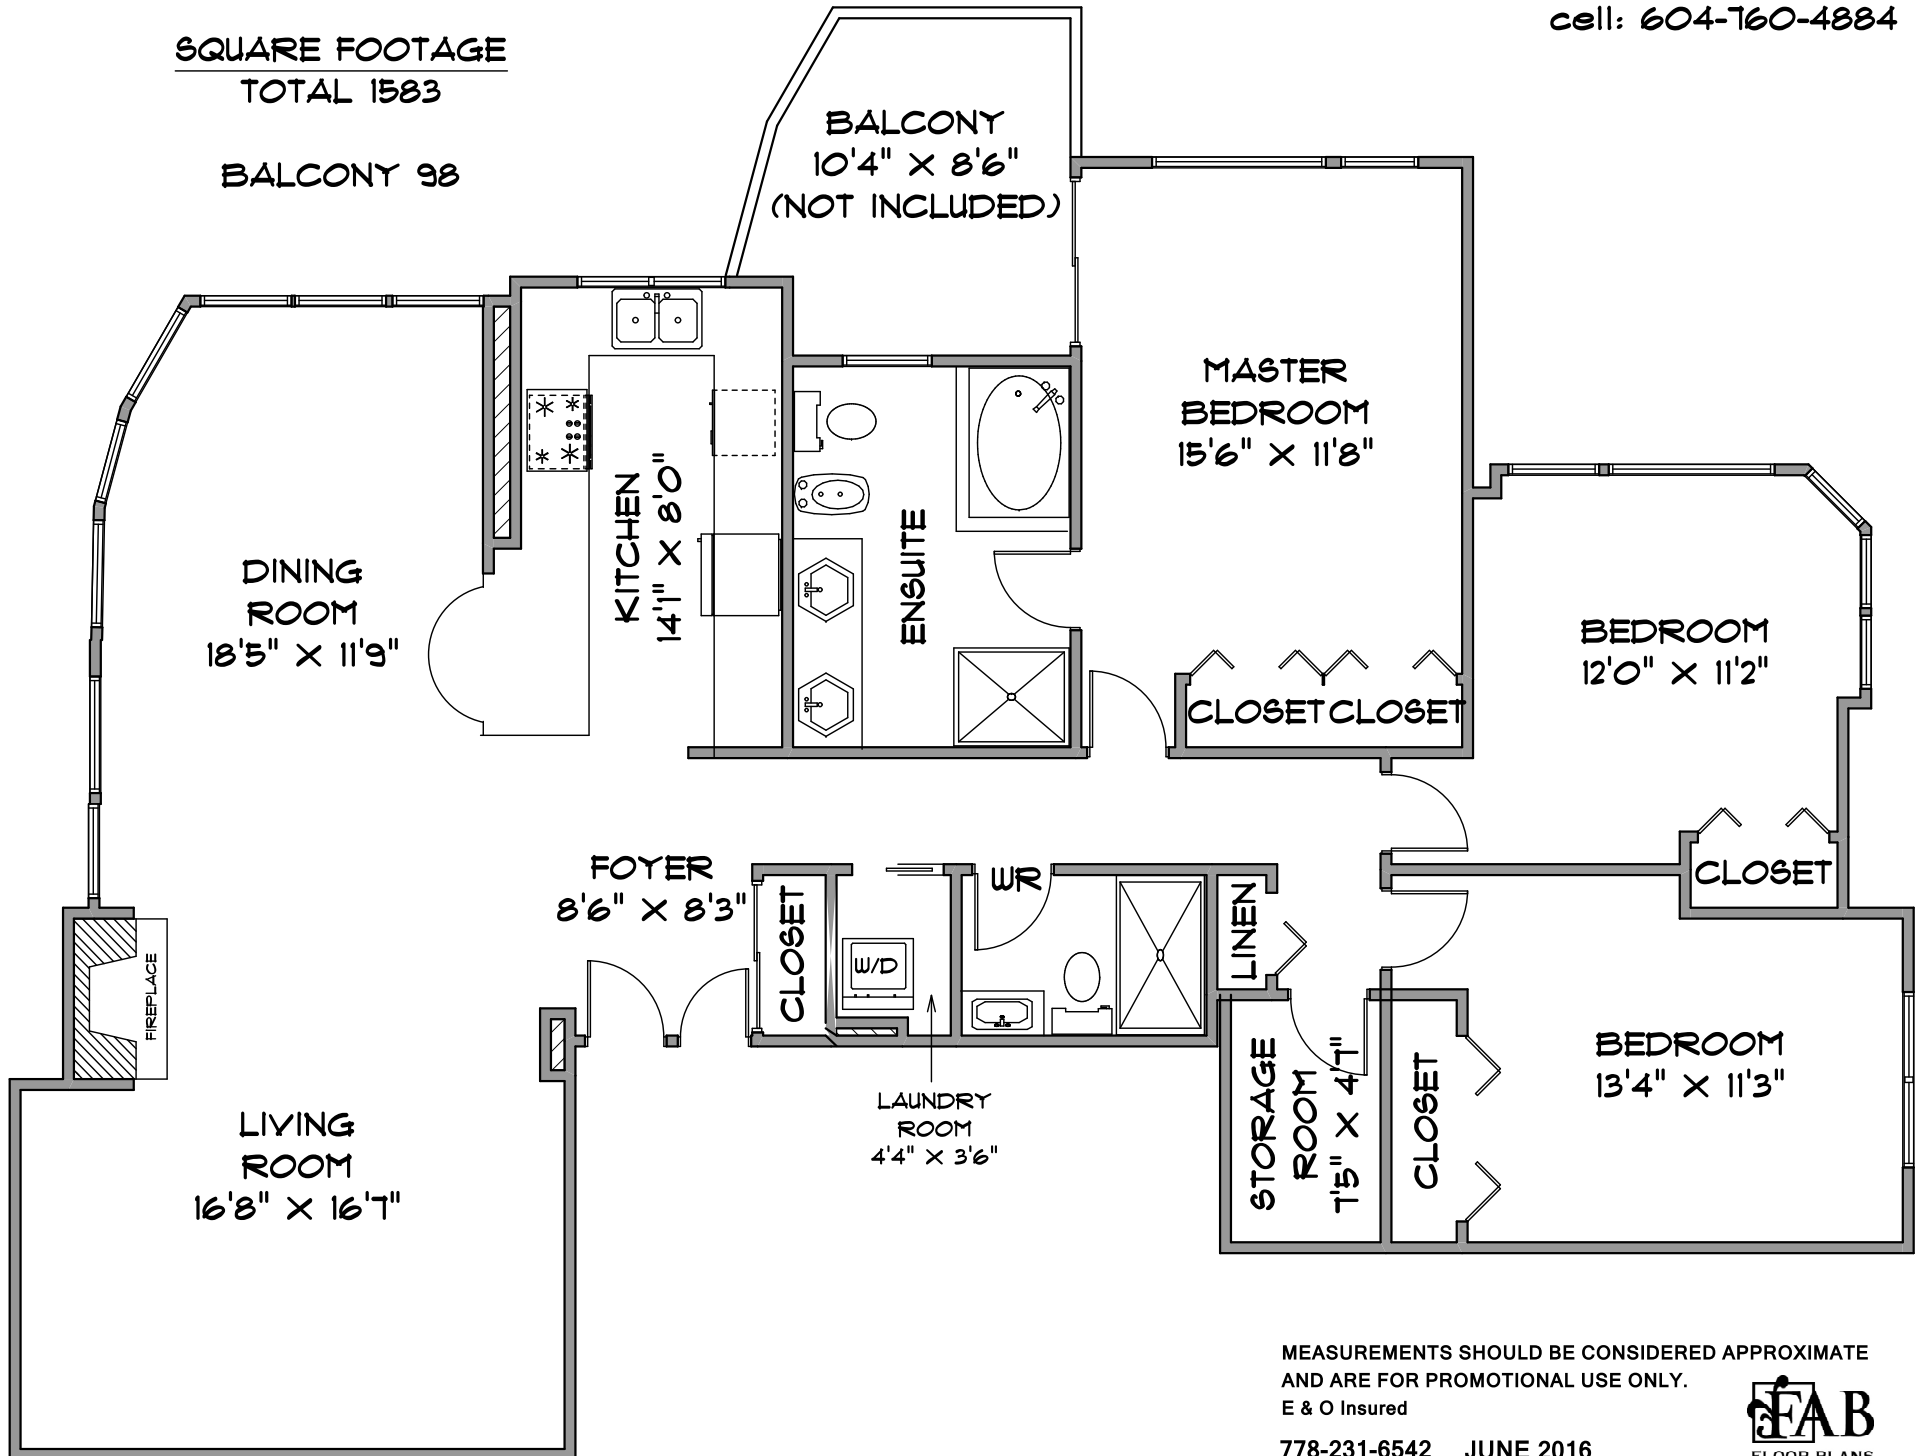 cell: 604-760-4884
SQUARE FOOTAGE
TOTAL 1583
BALCONY 98
BALCONY
10'4" X 8'6"
(NOT INCLUDED)
MASTER
BEDROOM
15'6" X 11'8"
CLOSET CLOSET
KITCHEN
14'1" X 8'0"
ENSUITE
DINING
ROOM
18'5" X 11'9"
BEDROOM
12'0" X 11'2"
CLOSET
FOYER
8'6" X 8'3"
CLOSET
W/D
WR
LINEN
FIREPLACE
LAUNDRY
ROOM
4'4" X 3'6"
STORAGE
ROOM
7'5" X 4'7"
CLOSET
BEDROOM
13'4" X 11'3"
LIVING
ROOM
16'8" X 16'7"
MEASUREMENTS SHOULD BE CONSIDERED APPROXIMATE
AND ARE FOR PROMOTIONAL USE ONLY.
E & O Insured
778-231-6542 JUNE 2016
FAB
FLOOR PLANS